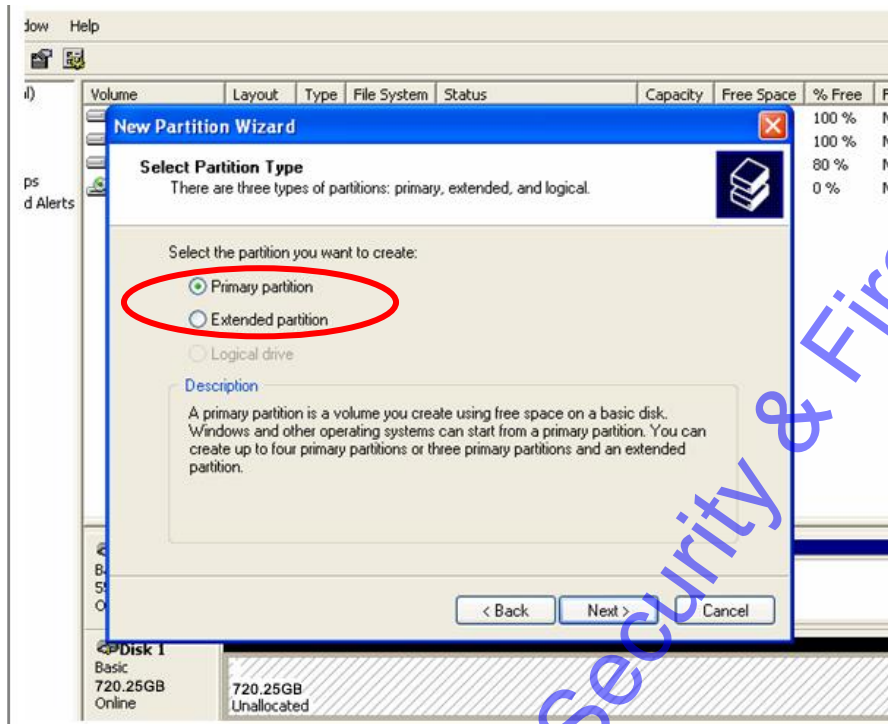 dow Help
al) Volume Layout Type File System Status Capacity Free Space % Free F
100 % N
100 % N
80 % N
0 % N
ps
d Alerts
New Partition Wizard
Select Partition Type
There are three types of partitions: primary, extended, and logical.
Select the partition you want to create:
Primary partition
Extended partition
Logical drive
Description
A primary partition is a volume you create using free space on a basic disk.
Windows and other operating systems can start from a primary partition. You can
create up to four primary partitions or three primary partitions and an extended
partition.
< Back Next > Cancel
Disk 1
Basic
720.25GB
Online
720.25GB
Unallocated
Security & Fir